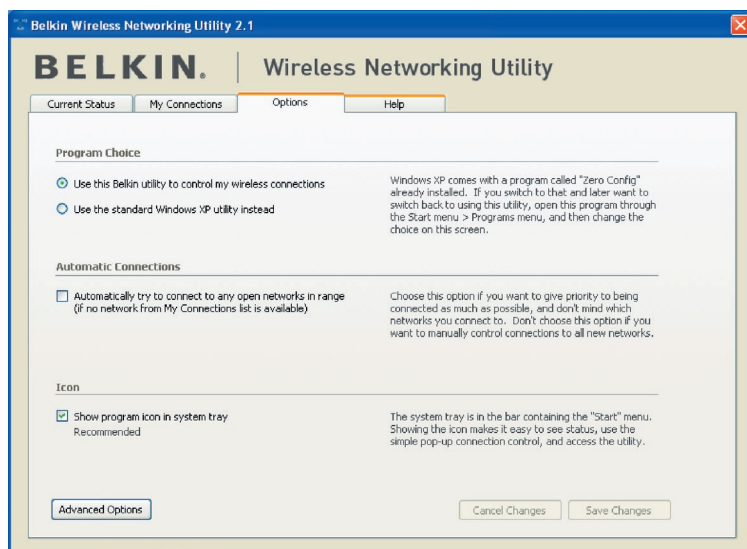 Belkin Wireless Networking Utility 2.1
BELKIN. Wireless Networking Utility
Current Status My Connections Options Help
Program Choice
Use this Belkin utility to control my wireless connections
Use the standard Windows XP utility instead
Windows XP comes with a program called "Zero Config"
already installed. If you switch to that and later want to
switch back to using this utility, open this program through
the Start menu > Programs menu, and then change the
choice on this screen.
Automatic Connections
Automatically try to connect to any open networks in range
(if no network from My Connections list is available)
Choose this option if you want to give priority to being
connected as much as possible, and don't mind which
networks you connect to. Don't choose this option if you
want to manually control connections to all new networks.
Icon
Show program icon in system tray
Recommended
The system tray is in the bar containing the "Start" menu.
Showing the icon makes it easy to see status, use the
simple pop-up connection control, and access the utility.
Advanced Options Cancel Changes Save Changes